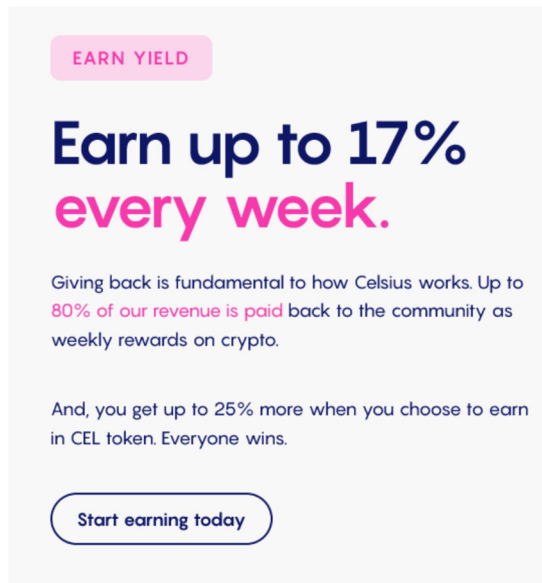 EARN YIELD
Earn up to 17%
every week.
Giving back is fundamental to how Celsius works. Up to
80% of our revenue is paid back to the community as
weekly rewards on crypto.
And, you get up to 25% more when you choose to earn
in CEL token. Everyone wins.
Start earning today